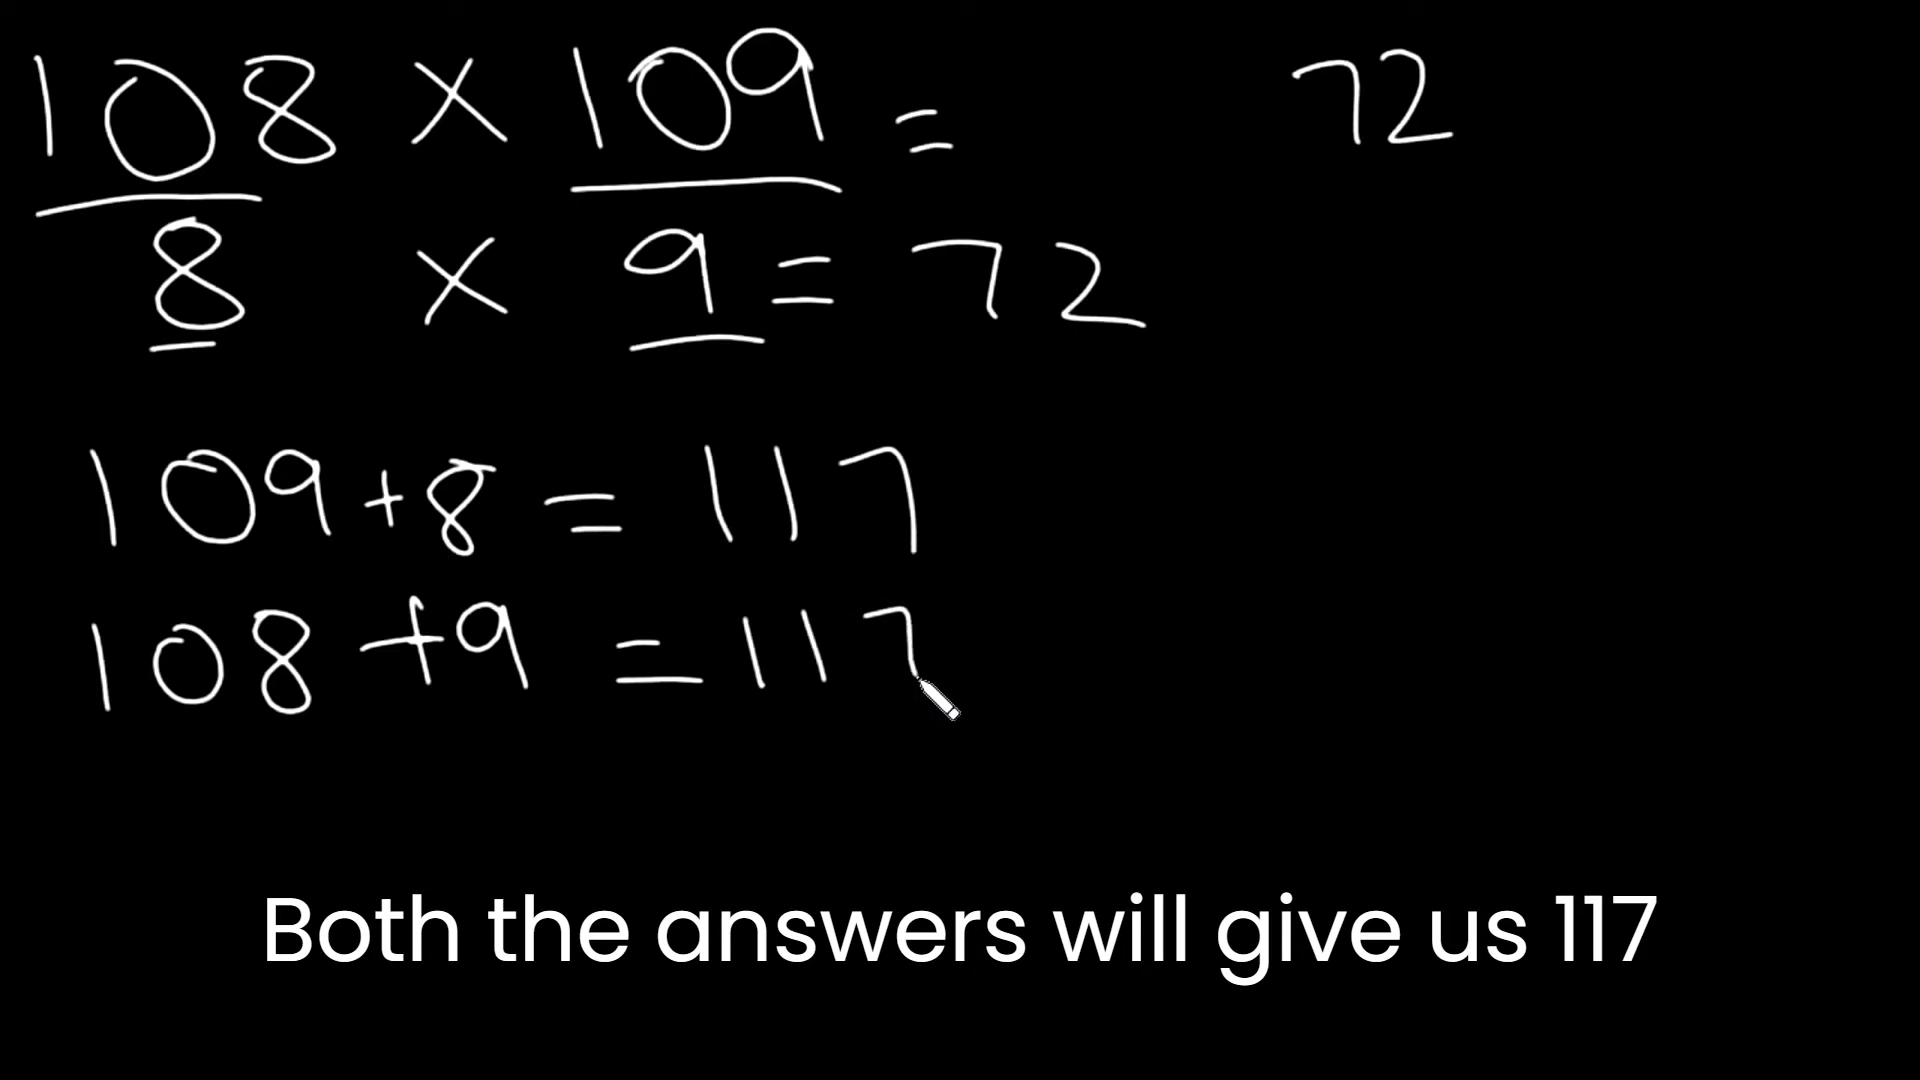 108 × 109 = 72
8 × 9 = 72
109 + 8 = 117
108 + 9 = 117
Both the answers will give us 117